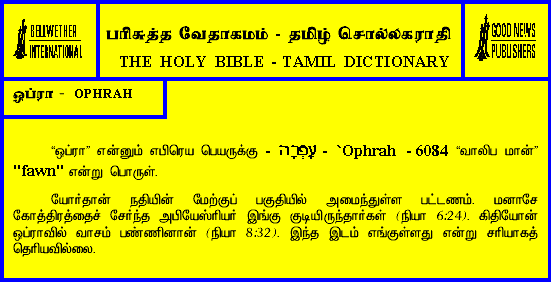 BELLWETHER
INTERNATIONAL
பரிசுத்த வேதாகமம் - தமிழ் சொல்லகராதி
THE HOLY BIBLE - TAMIL DICTIONARY
GOOD NEWS
PUBLISHERS
ஒப்ரா - OPHRAH
“ஒப்ரா” என்னும் எபிரெய பெயருக்கு - עָפְרָה - `Ophrah - 6084 “வாலிப மான்”
"fawn" என்று பொருள்.
யோர்தான் நதியின் மேற்குப் பகுதியில் அமைந்துள்ள பட்டணம். மனாசே
கோத்திரத்தைச் சேர்ந்த அபியேஸ்ரியர் இங்கு குடியிருந்தார்கள் (நியா 6:24). கிதியோன்
ஒப்ராவில் வாசம் பண்ணினான் (நியா 8:32). இந்த இடம் எங்குள்ளது என்று சரியாகத்
தெரியவில்லை.